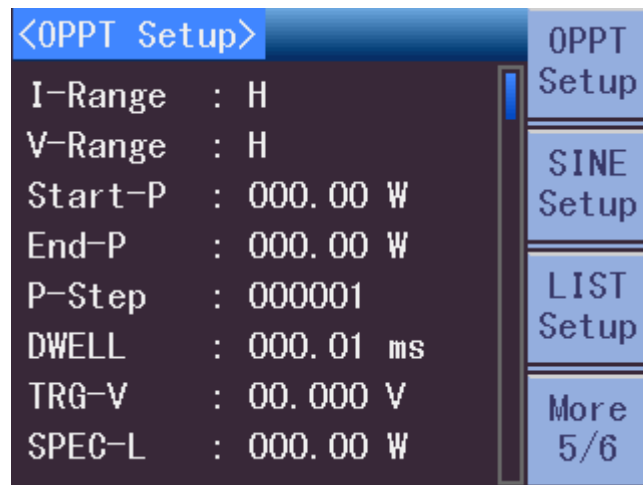 <OPPT Setup>
I-Range : H
V-Range : H
Start-P : 000.00 W
End-P : 000.00 W
P-Step : 000001
DWELL : 000.01 ms
TRG-V : 00.000 V
SPEC-L : 000.00 W
OPPT
Setup
SINE
Setup
LIST
Setup
More
5/6